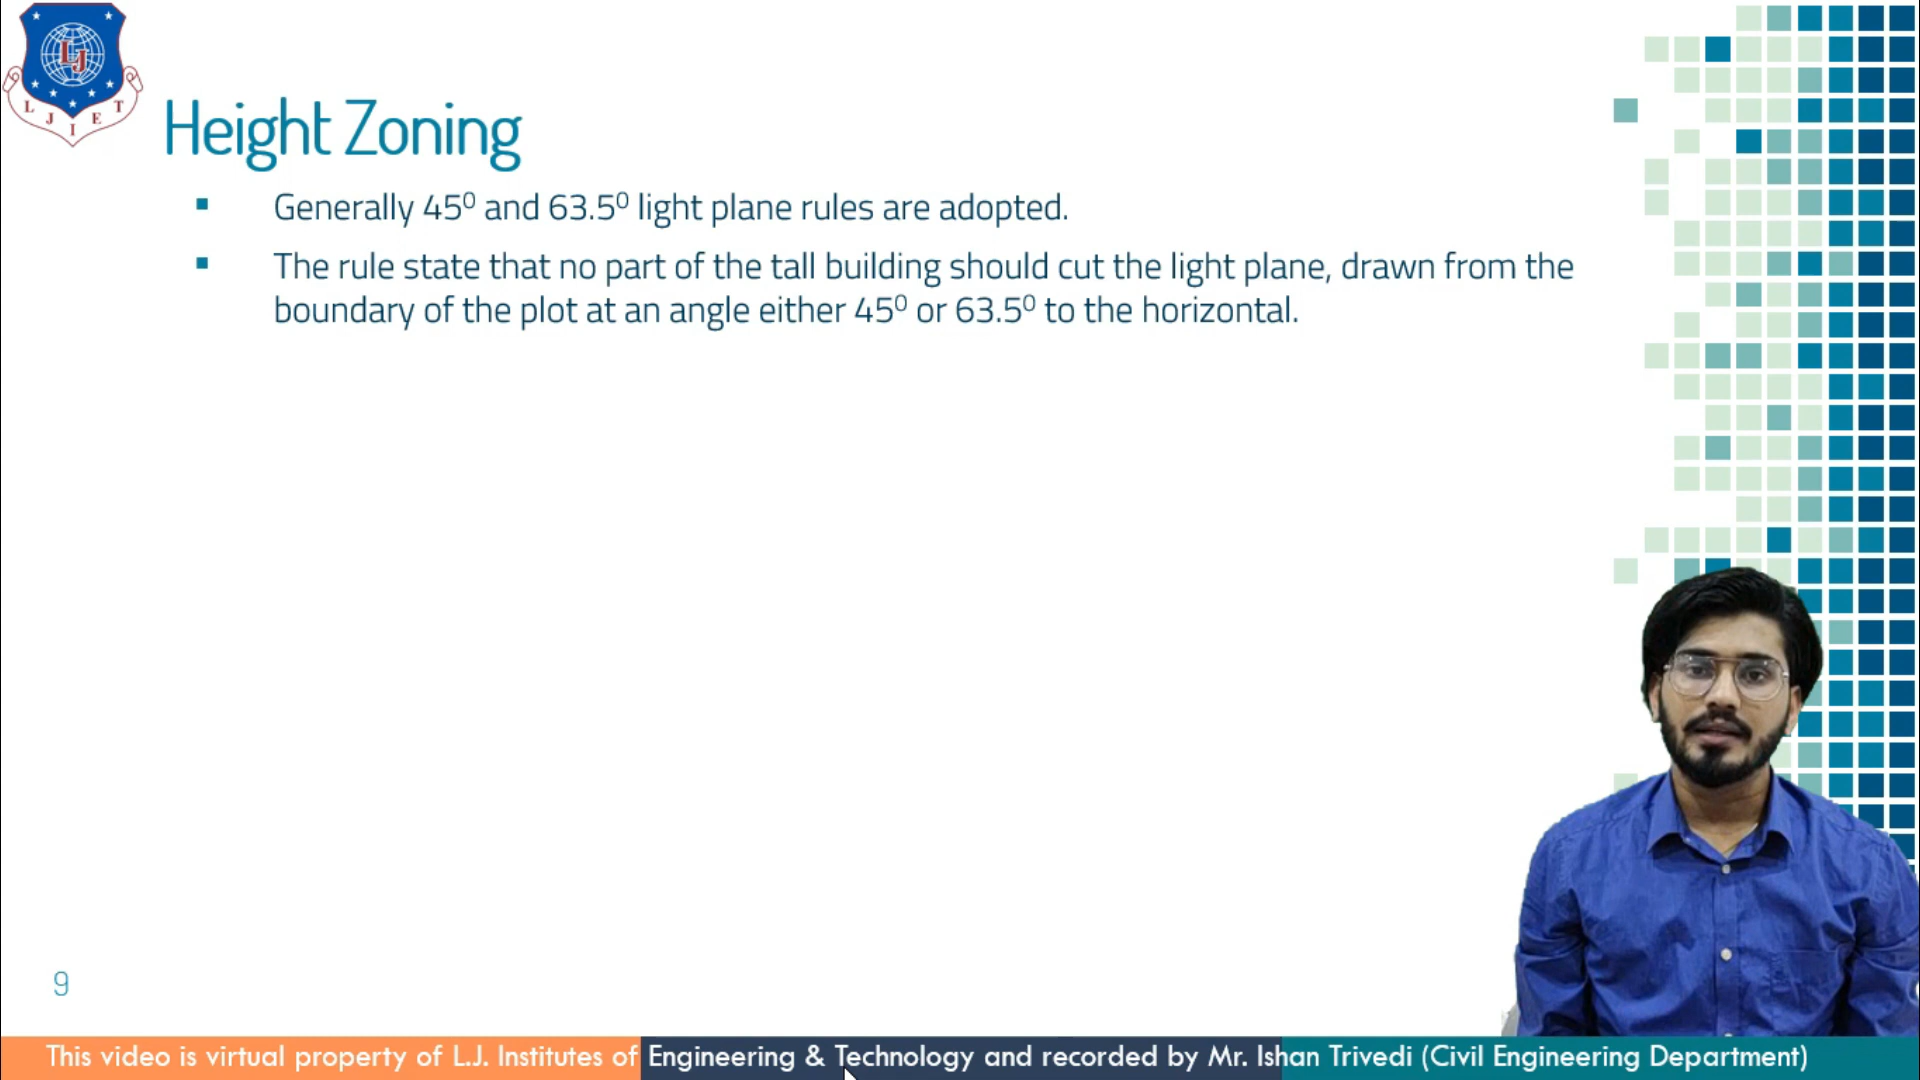 LJ
L J I E T
Height Zoning
▪ Generally 45⁰ and 63.5⁰ light plane rules are adopted.
▪ The rule state that no part of the tall building should cut the light plane, drawn from the
boundary of the plot at an angle either 45⁰ or 63.5⁰ to the horizontal.
9
This video is virtual property of L.J. Institutes of Engineering & Technology and recorded by Mr. Ishan Trivedi (Civil Engineering Department)